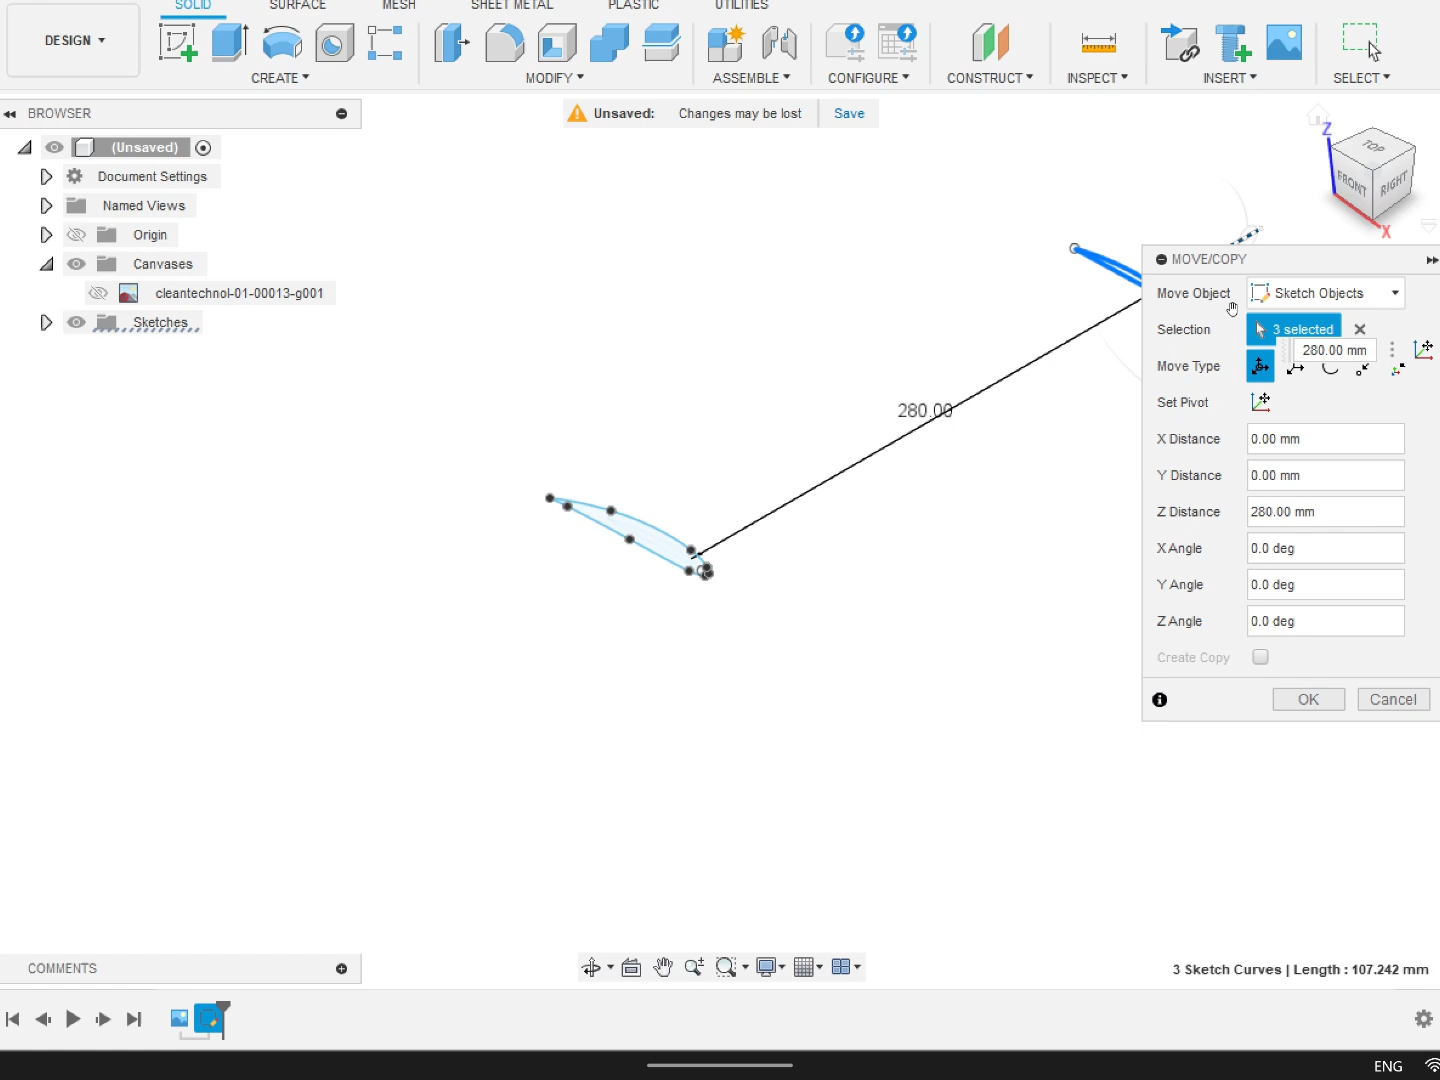 SOLID
SURFACE
MESH
SHEET METAL
PLASTIC
UTILITIES
DESIGN
CREATE
MODIFY
ASSEMBLE
CONFIGURE
CONSTRUCT
INSPECT
INSERT
SELECT
BROWSER
Unsaved: Changes may be lost
Save
(Unsaved)
Document Settings
Named Views
Origin
Canvases
cleantechnol-01-00013-g001
Sketches
Z
TOP
FRONT
RIGHT
X
280.00
MOVE/COPY
Move Object
Sketch Objects
Selection
3 selected
280.00 mm
Move Type
Set Pivot
X Distance
0.00 mm
Y Distance
0.00 mm
Z Distance
280.00 mm
X Angle
0.0 deg
Y Angle
0.0 deg
Z Angle
0.0 deg
Create Copy
OK
Cancel
COMMENTS
3 Sketch Curves | Length : 107.242 mm
ENG